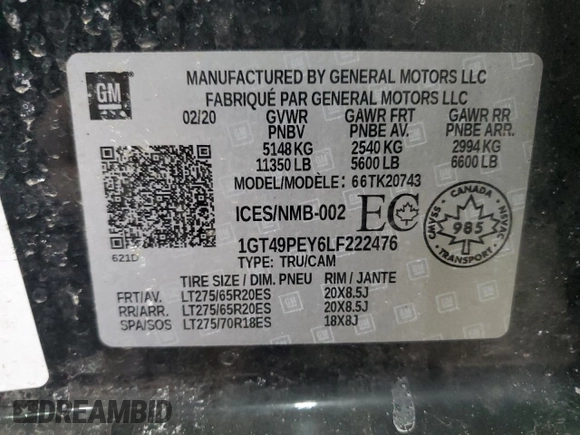 GM
MANUFACTURED BY GENERAL MOTORS LLC
FABRIQUÉ PAR GENERAL MOTORS LLC
02/20 GVWR GAWR FRT GAWR RR
PNBV PNBE AV. PNBE ARR.
5148 KG 2540 KG 2994 KG
11350 LB 5600 LB 6600 LB
MODEL/MODÈLE: 66TK20743
ICES/NMB-002 EC
CANADA
CMVSS 985 NSVAC
1GT49PEY6LF222476
621D
TYPE: TRU/CAM
TIRE SIZE / DIM. PNEU RIM / JANTE
FRT/AV. LT275/65R20ES 20X8.5J
RR/ARR. LT275/65R20ES 20X8.5J
SPA/SOS LT275/70R18ES 18X8J
DREAMBID